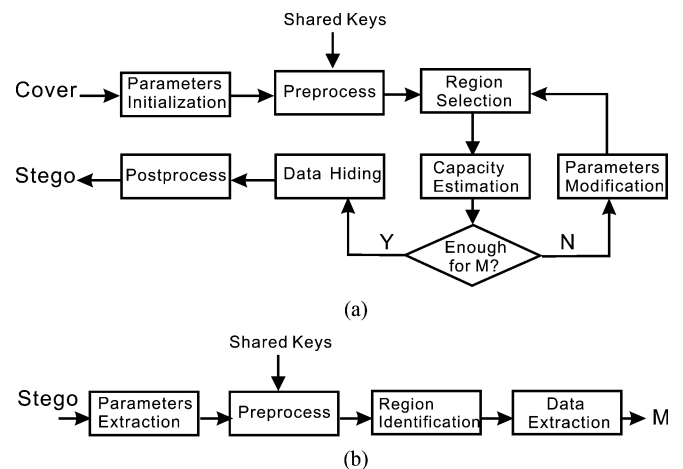 Shared Keys
Cover
Parameters
Initialization
Preprocess
Region
Selection
Stego
Postprocess
Data Hiding
Capacity
Estimation
Parameters
Modification
Y
Enough
for M?
N
(a)
Shared Keys
Stego
Parameters
Extraction
Preprocess
Region
Identification
Data
Extraction
M
(b)